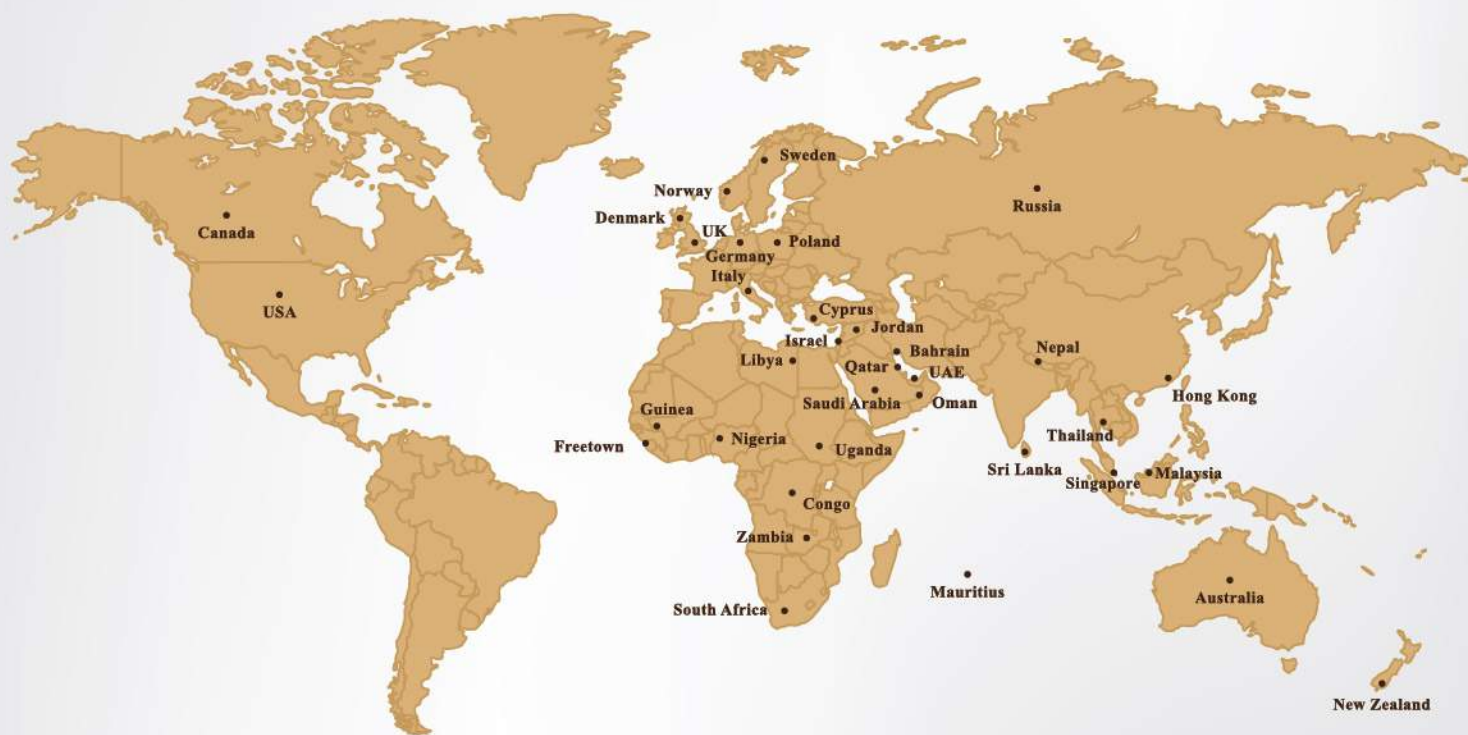 Sweden
Norway
Russia
Denmark
Canada
UK
Poland
Germany
Italy
USA
Cyprus
Jordan
Israel
Bahrain
Nepal
Libya
Qatar
UAE
Hong Kong
Saudi Arabia
Oman
Guinea
Thailand
Nigeria
Freetown
Uganda
Sri Lanka
Malaysia
Singapore
Congo
Zambia
Mauritius
Australia
South Africa
New Zealand